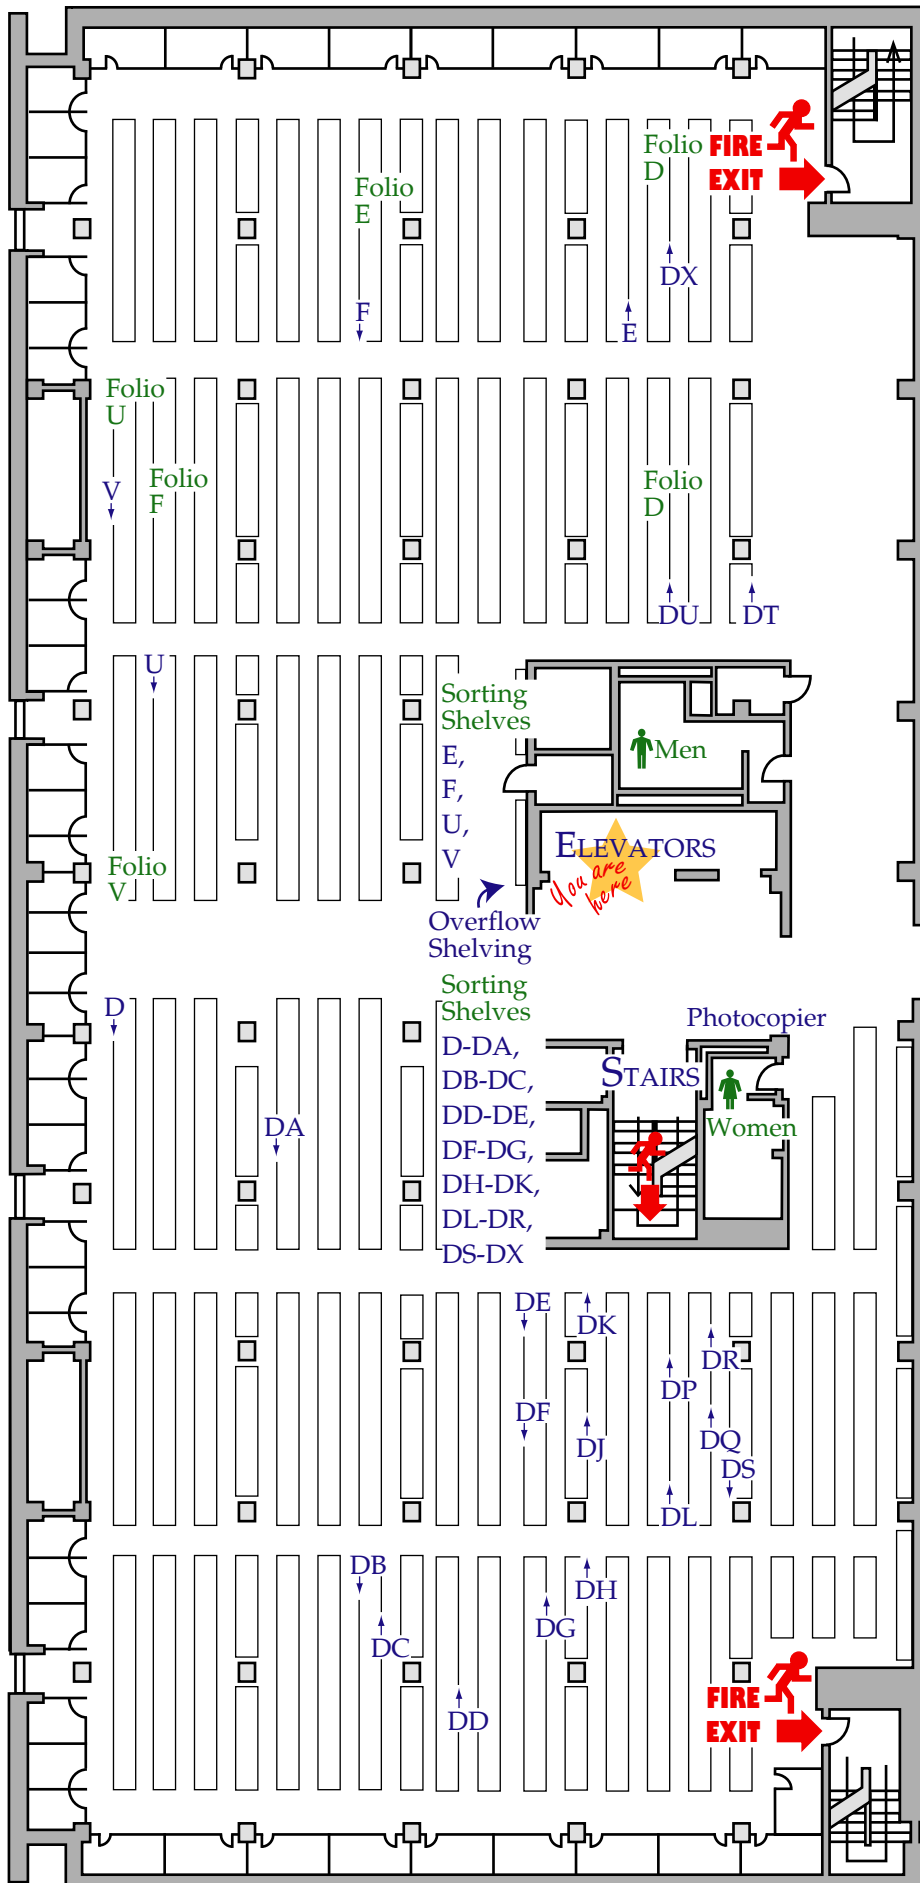 Folio
D
FIRE
EXIT
Folio
E
DX
F
E
Folio
U
Folio
F
V
Folio
D
DU
DT
U
Sorting
Shelves
E,
F,
U,
V
Men
ELEVATORS
You are
here
Folio
V
Overflow
Shelving
Sorting
Shelves
D-DA,
DB-DC,
DD-DE,
DF-DG,
DH-DK,
DL-DR,
DS-DX
D
Photocopier
STAIRS
Women
DA
DE
DK
DR
DP
DF
DJ
DQ
DS
DL
DB
DH
DC
DG
DD
FIRE
EXIT